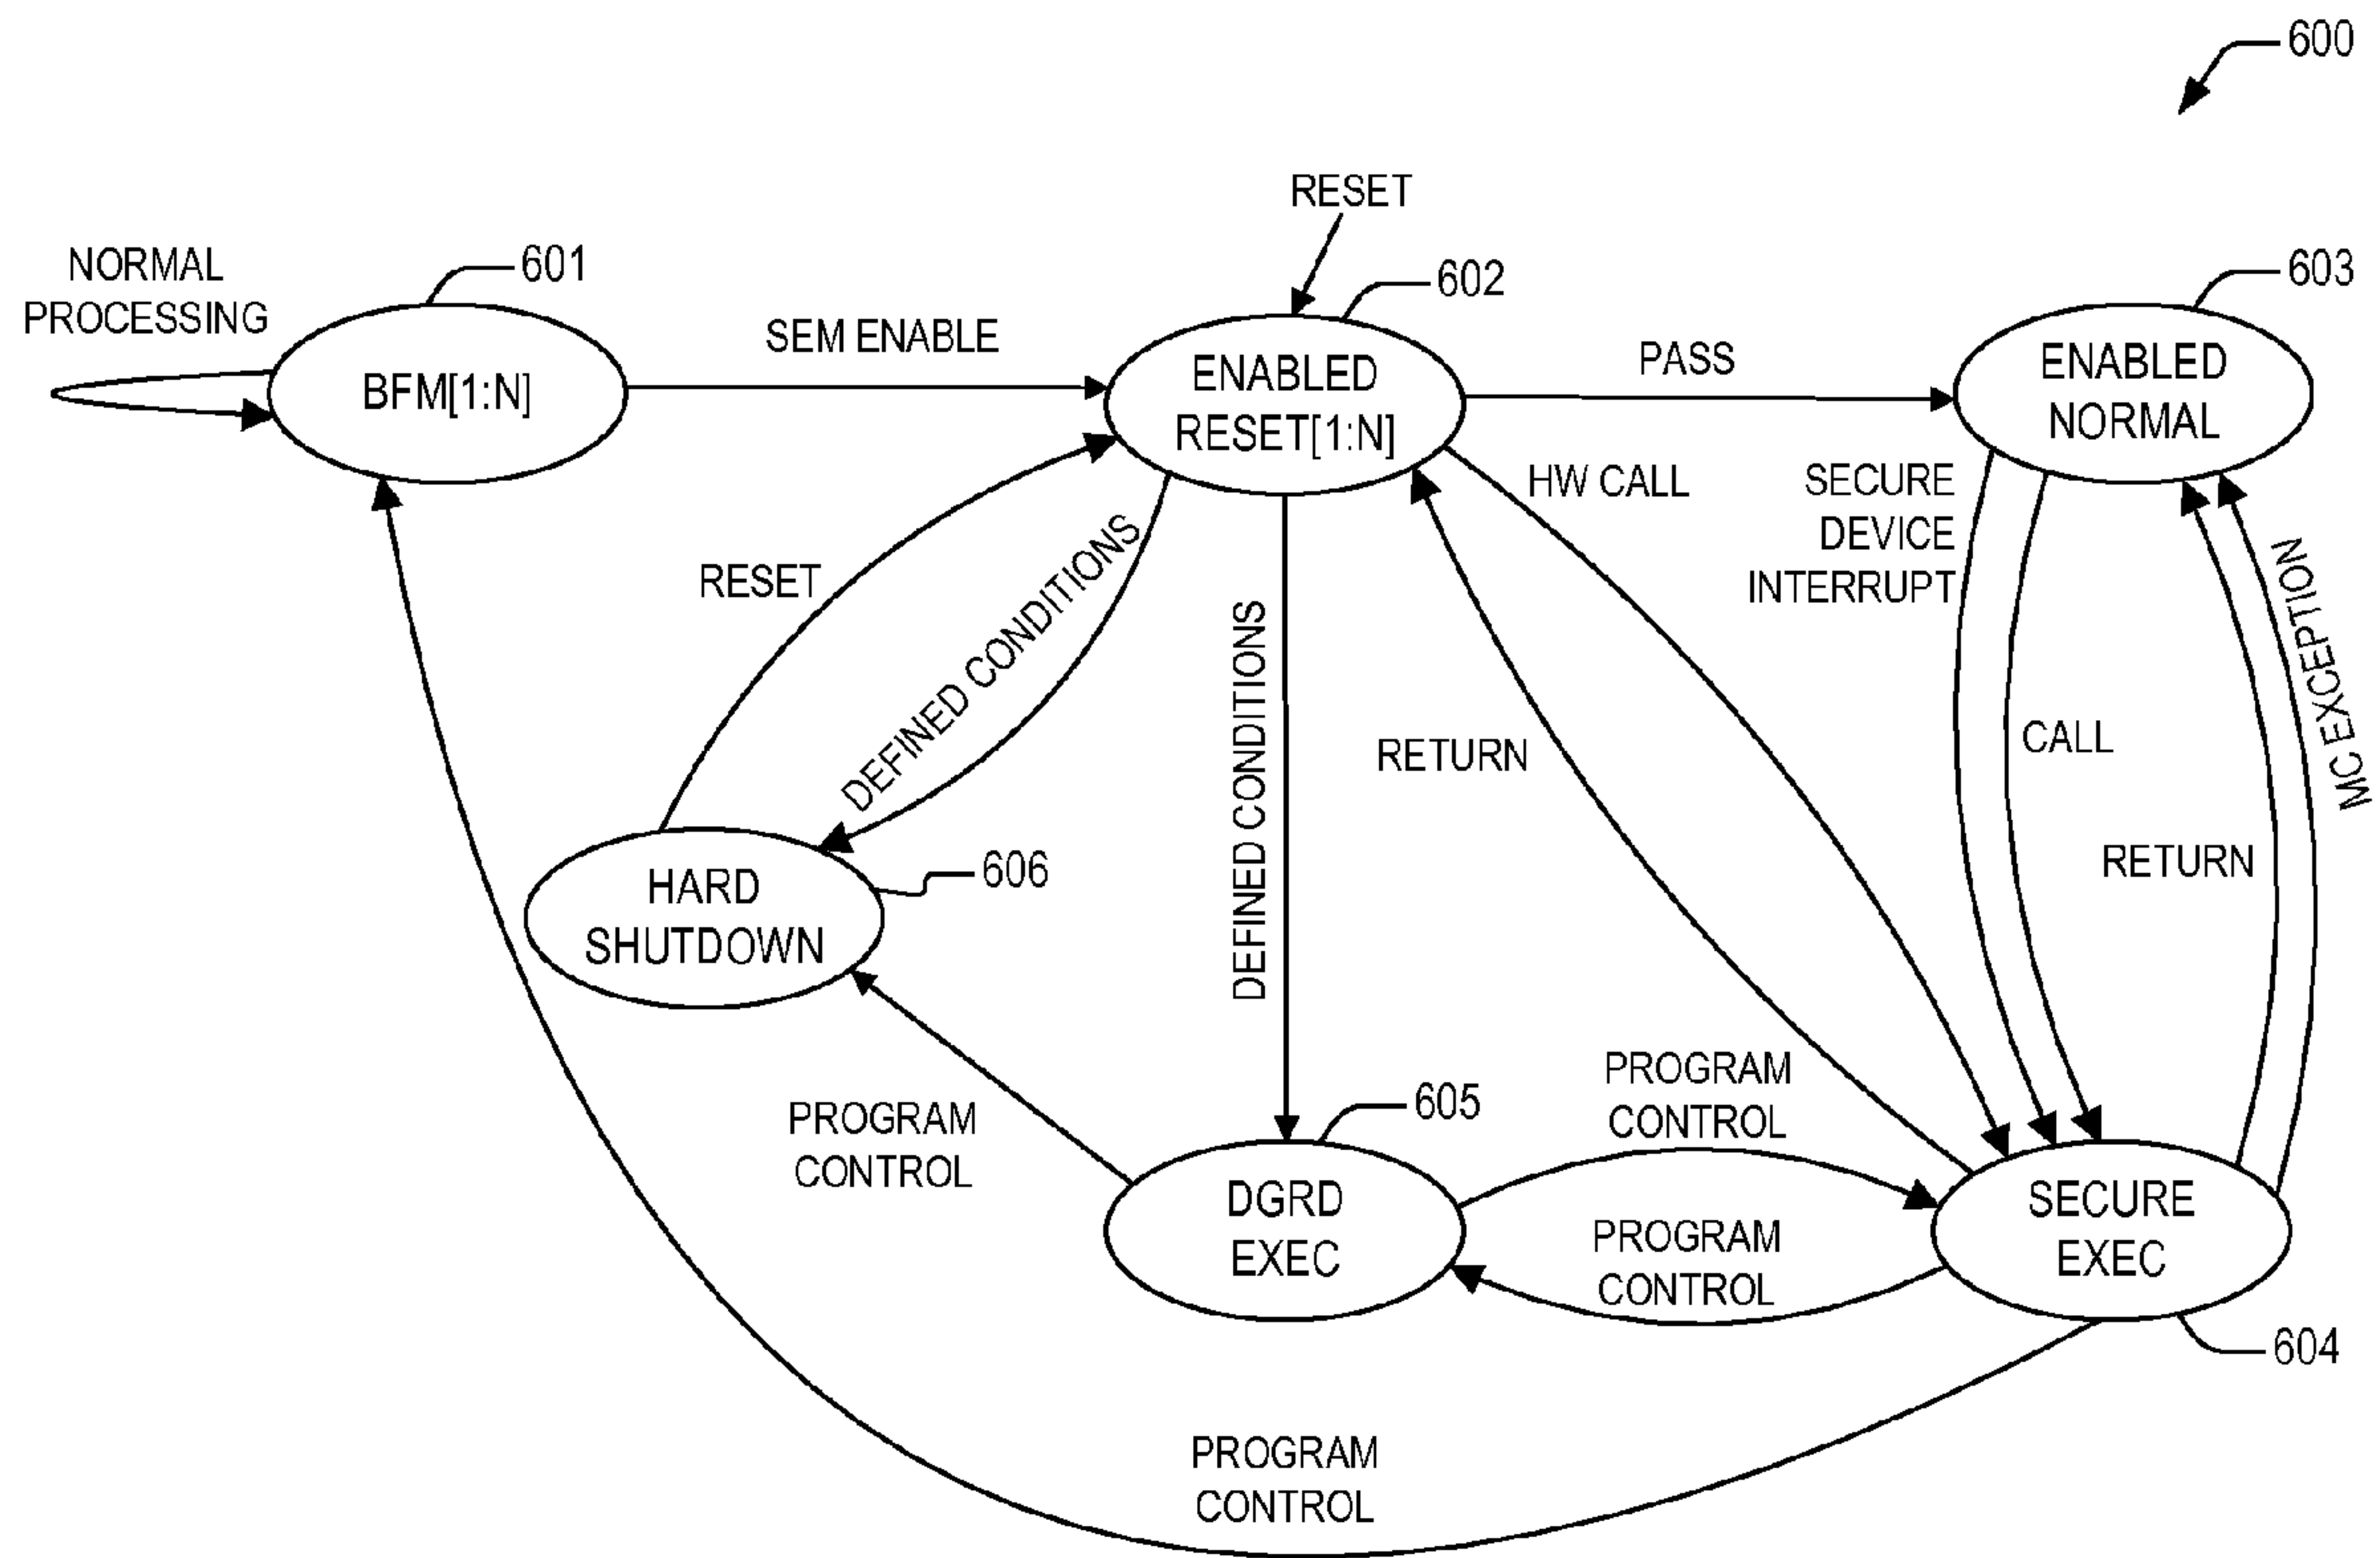 600
RESET
NORMAL
PROCESSING
601
602
603
SEM ENABLE
PASS
BFM[1:N]
ENABLED
RESET[1:N]
ENABLED
NORMAL
HW CALL
SECURE
DEVICE
INTERRUPT
RESET
DEFINED CONDITIONS
DEFINED CONDITIONS
RETURN
CALL
MC EXCEPTION
RETURN
HARD
SHUTDOWN
606
PROGRAM
CONTROL
605
PROGRAM
CONTROL
DGRD
EXEC
PROGRAM
CONTROL
SECURE
EXEC
604
PROGRAM
CONTROL